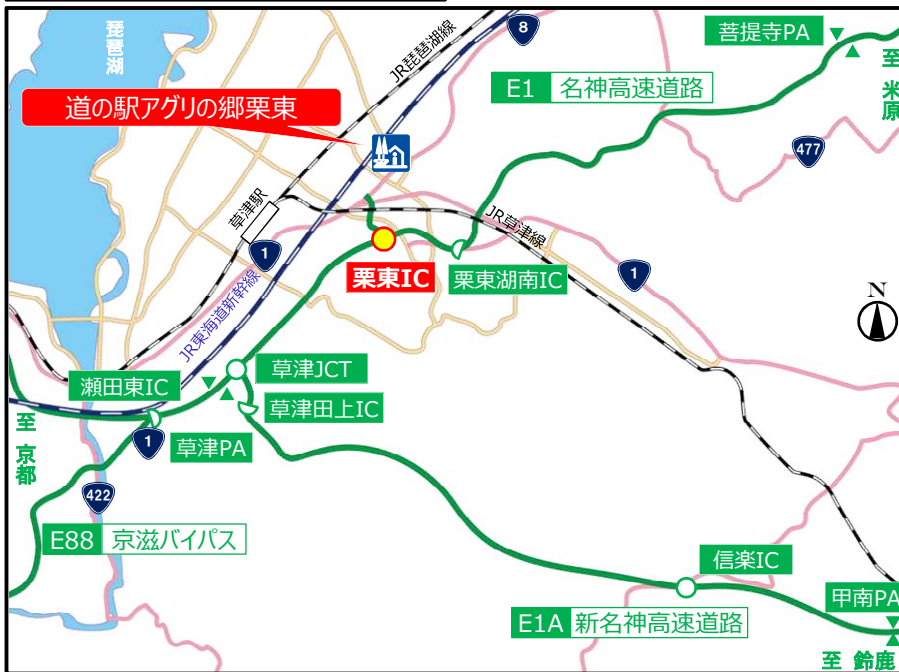 琵琶湖
8
菩提寺PA
JR琵琶湖線
至 米原
E1 名神高速道路
道の駅アグリの郷栗東
477
草津駅
JR草津線
1
栗東IC
栗東湖南IC
1
N
JR東海道新幹線
草津JCT
瀬田東IC
草津田上IC
至 京都
1
草津PA
422
E88 京滋バイパス
信楽IC
甲南PA
E1A 新名神高速道路
至 鈴鹿